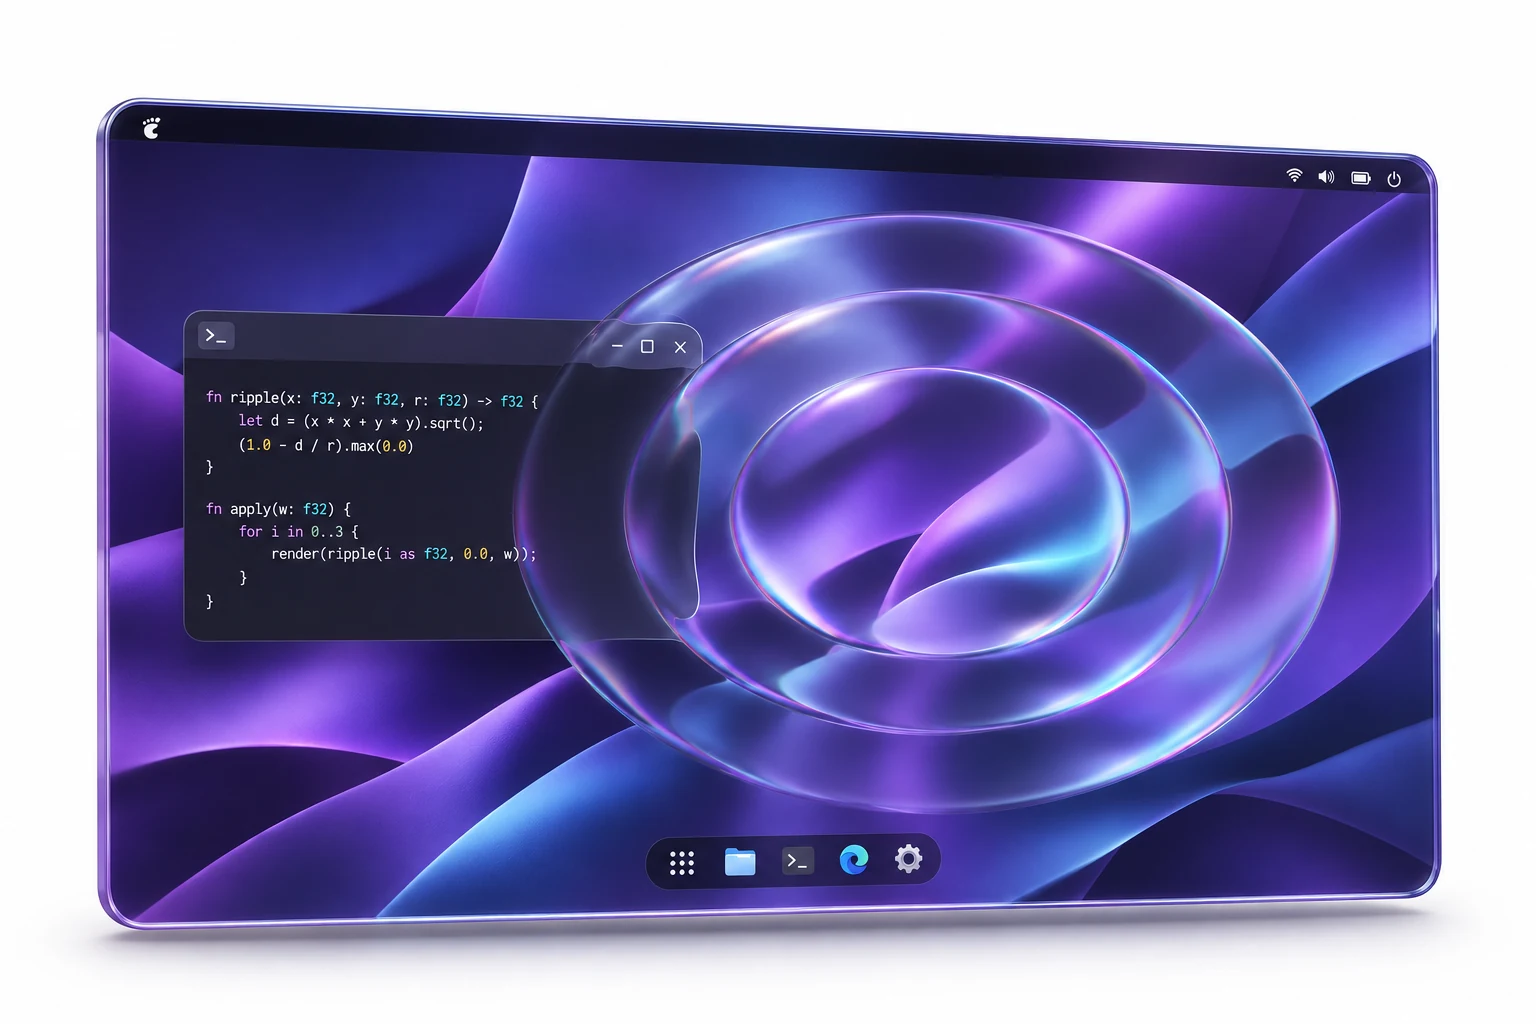 >_
fn ripple(x: f32, y: f32, r: f32) -> f32 {
    let d = (x * x + y * y).sqrt();
    (1.0 - d / r).max(0.0)
}

fn apply(w: f32) {
    for i in 0..3 {
        render(ripple(i as f32, 0.0, w));
    }
}
>_